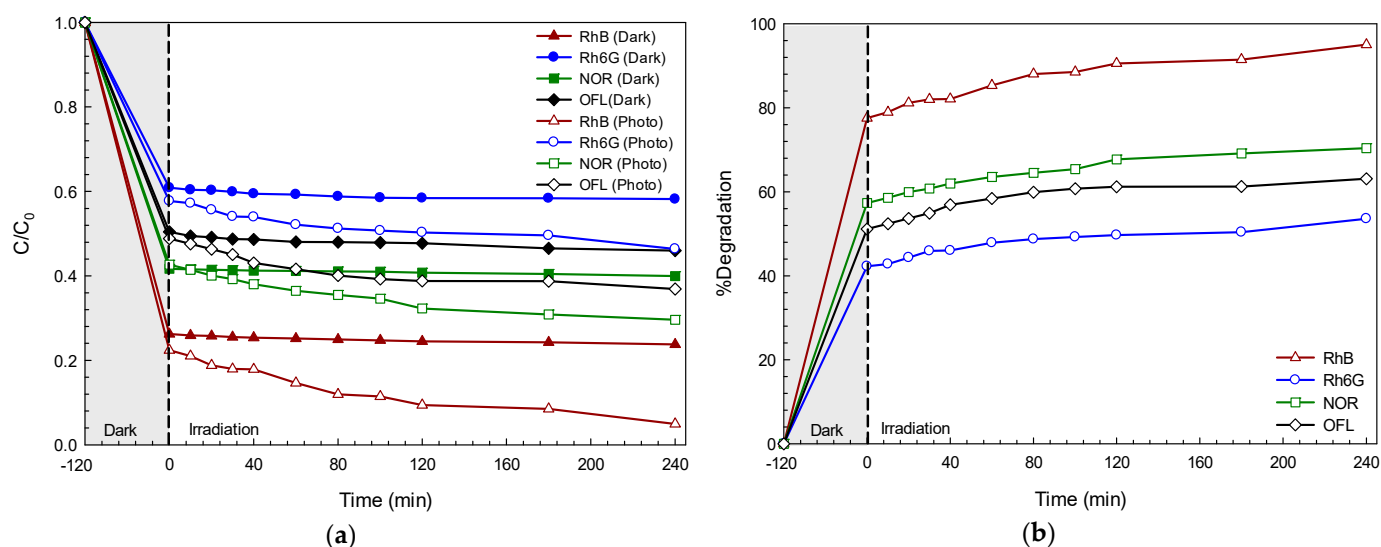 1.0
0.8
0.6
0.4
0.2
0.0
C/C0
RhB (Dark)
Rh6G (Dark)
NOR (Dark)
OFL(Dark)
RhB (Photo)
Rh6G (Photo)
NOR (Photo)
OFL (Photo)
Dark
Irradiation
-120 0 40 80 120 160 200 240
Time (min)
(a)
100
80
60
40
20
0
%Degradation
RhB
Rh6G
NOR
OFL
Dark
Irradiation
-120 0 40 80 120 160 200 240
Time (min)
(b)